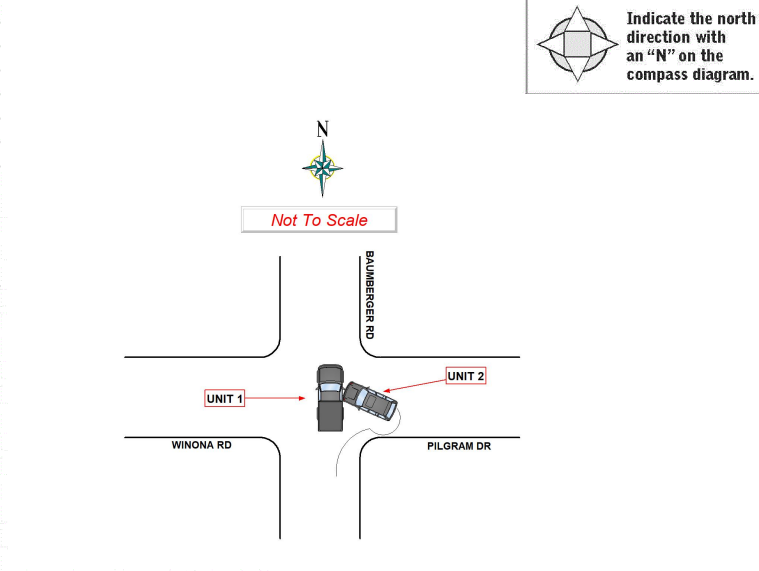 Indicate the north
direction with
an “N” on the
compass diagram.
N
Not To Scale
BAUMBERGER RD
UNIT 2
UNIT 1
WINONA RD
PILGRAM DR